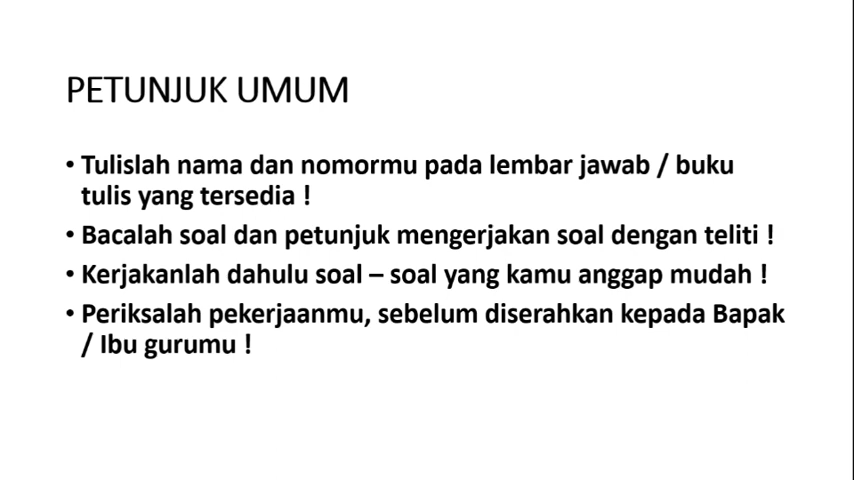 PETUNJUK UMUM
• Tulislah nama dan nomormu pada lembar jawab / buku
tulis yang tersedia !
• Bacalah soal dan petunjuk mengerjakan soal dengan teliti !
• Kerjakanlah dahulu soal – soal yang kamu anggap mudah !
• Periksalah pekerjaanmu, sebelum diserahkan kepada Bapak
/ Ibu gurumu !